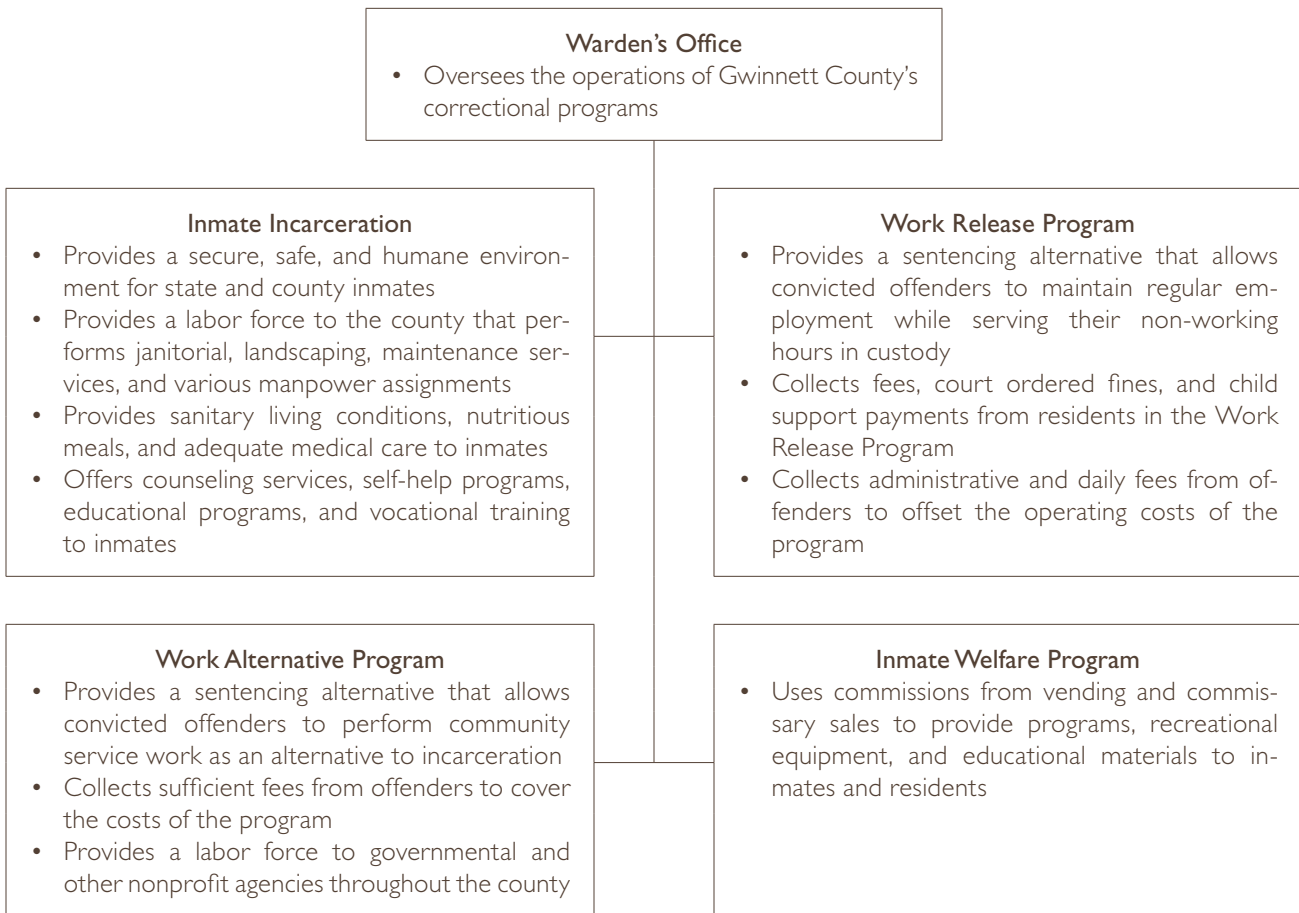 Warden's Office
• Oversees the operations of Gwinnett County's
correctional programs
Inmate Incarceration
• Provides a secure, safe, and humane environ-
ment for state and county inmates
• Provides a labor force to the county that per-
forms janitorial, landscaping, maintenance ser-
vices, and various manpower assignments
• Provides sanitary living conditions, nutritious
meals, and adequate medical care to inmates
• Offers counseling services, self-help programs,
educational programs, and vocational training
to inmates
Work Release Program
• Provides a sentencing alternative that allows
convicted offenders to maintain regular em-
ployment while serving their non-working
hours in custody
• Collects fees, court ordered fines, and child
support payments from residents in the Work
Release Program
• Collects administrative and daily fees from of-
fenders to offset the operating costs of the
program
Work Alternative Program
• Provides a sentencing alternative that allows
convicted offenders to perform community
service work as an alternative to incarceration
• Collects sufficient fees from offenders to cover
the costs of the program
• Provides a labor force to governmental and
other nonprofit agencies throughout the county
Inmate Welfare Program
• Uses commissions from vending and commis-
sary sales to provide programs, recreational
equipment, and educational materials to in-
mates and residents